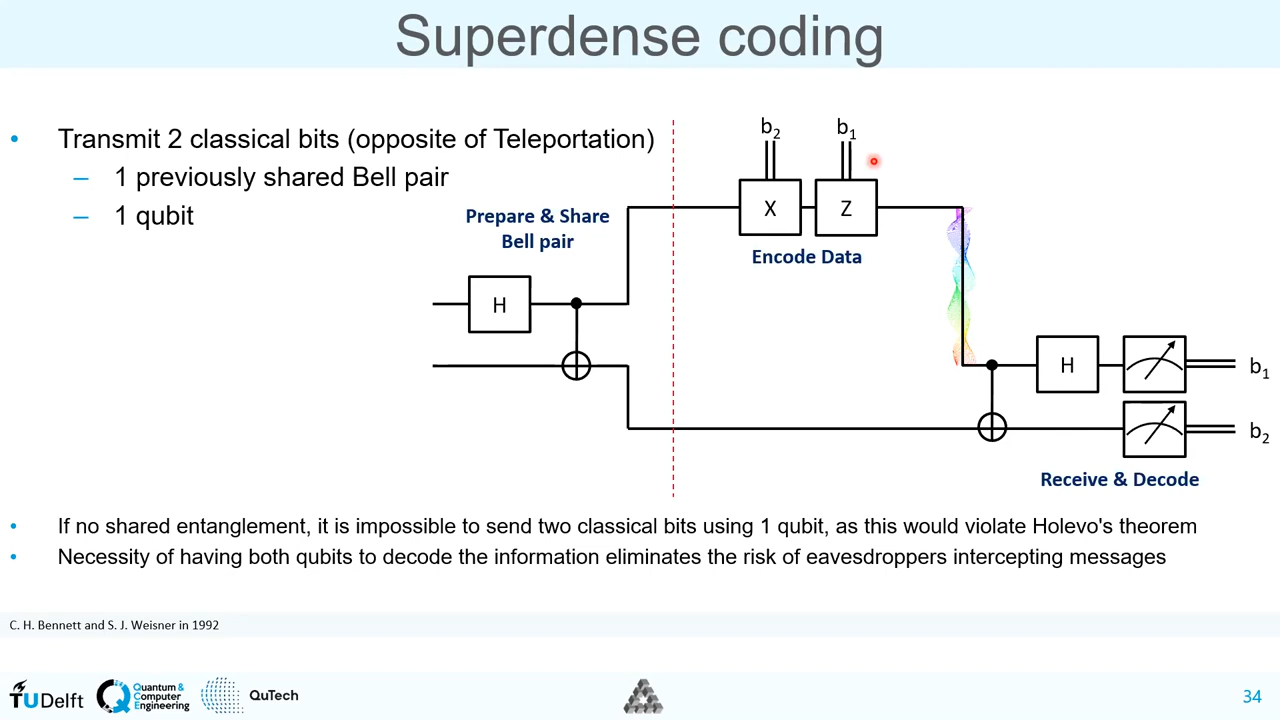 Superdense coding
• Transmit 2 classical bits (opposite of Teleportation)
– 1 previously shared Bell pair
– 1 qubit
Prepare & Share
Bell pair
b2 b1
X Z
Encode Data
H
H
b1
b2
Receive & Decode
• If no shared entanglement, it is impossible to send two classical bits using 1 qubit, as this would violate Holevo's theorem
• Necessity of having both qubits to decode the information eliminates the risk of eavesdroppers intercepting messages
C. H. Bennett and S. J. Weisner in 1992
TUDelft
Quantum &
Computer
Engineering
QuTech
34